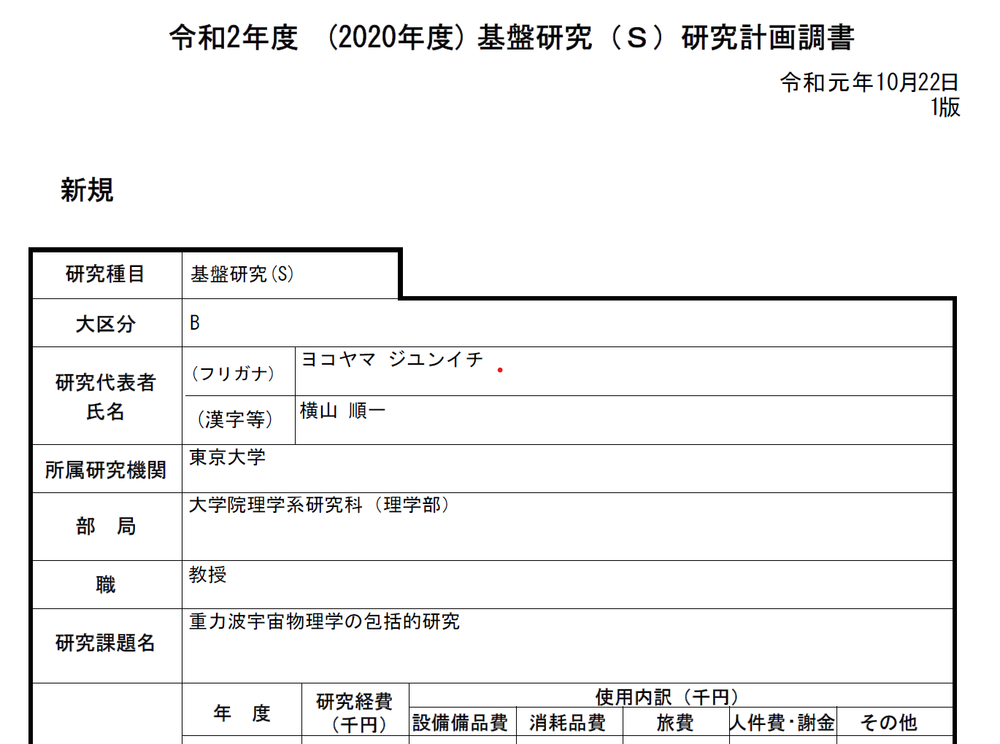 令和2年度 (2020年度) 基盤研究（Ｓ）研究計画調書
令和元年10月22日
1版
新規
研究種目 基盤研究(S)
大区分 B
研究代表者
氏名
(フリガナ) ヨコヤマ ジユンイチ
(漢字等) 横山 順一
所属研究機関 東京大学
部 局 大学院理学系研究科（理学部）
職 教授
研究課題名 重力波宇宙物理学の包括的研究
年 度
研究経費
(千円)
使用内訳（千円）
設備備品費 消耗品費 旅費 人件費・謝金 その他